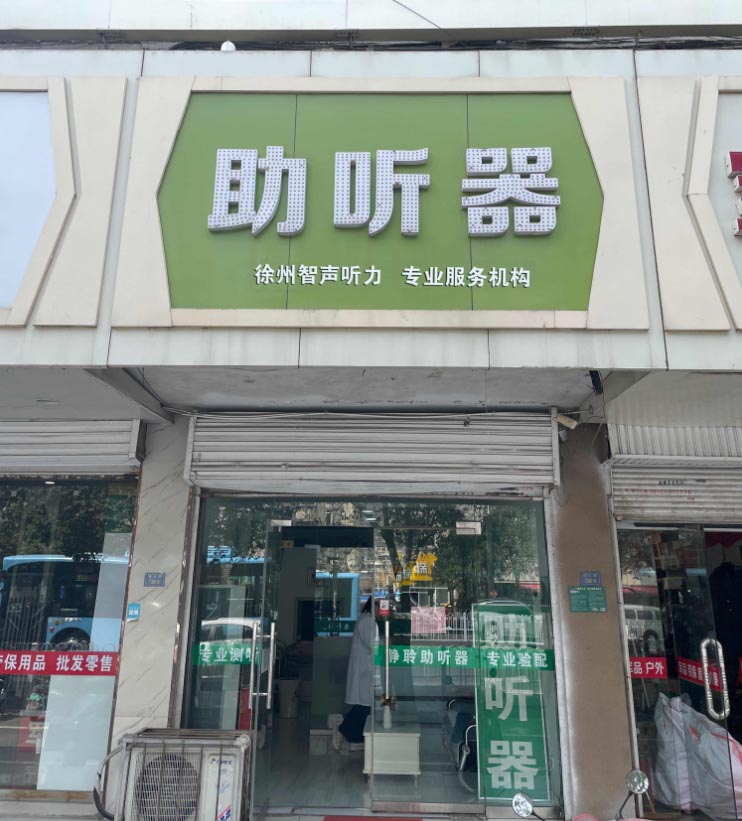 助听器
徐州智声听力 专业服务机构
保用品 批发零售
专业测听
静聆助听器
专业验配
助听器
户外